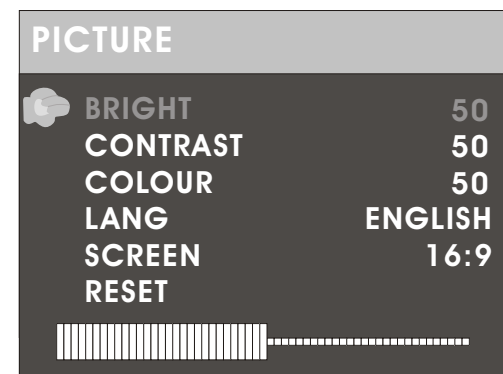 PICTURE
BRIGHT 50
CONTRAST 50
COLOUR 50
LANG ENGLISH
SCREEN 16:9
RESET